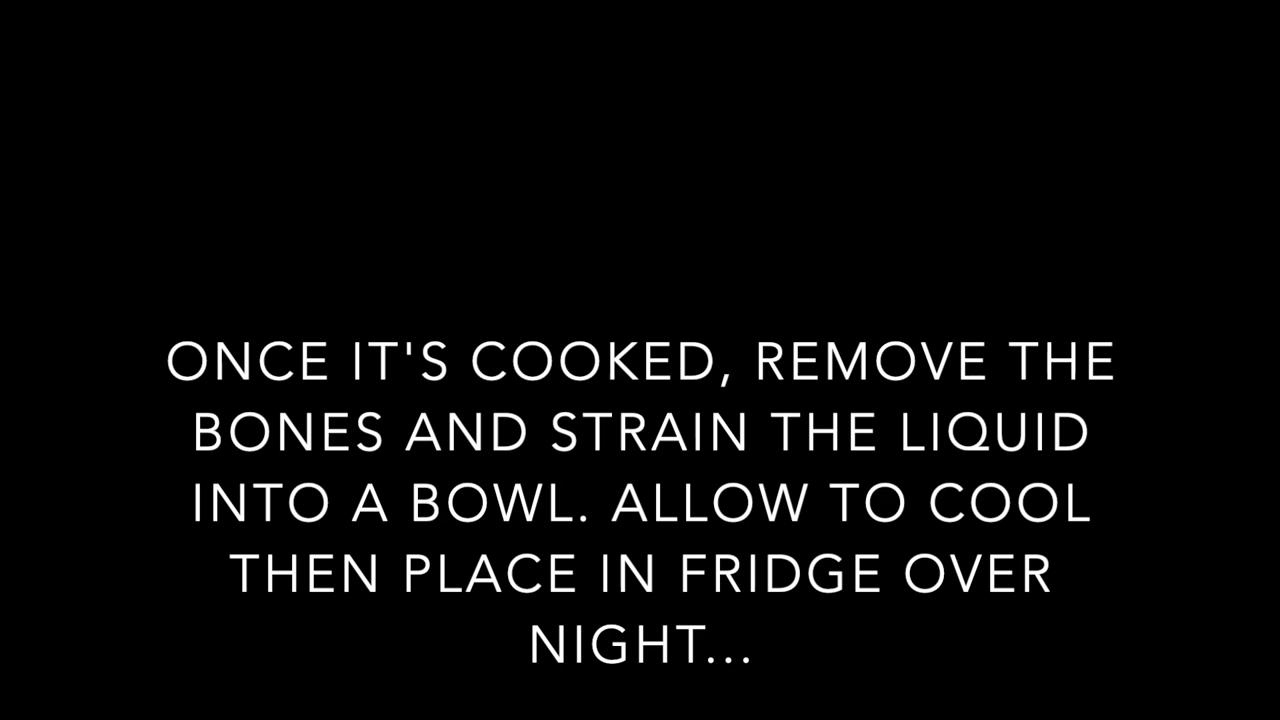 ONCE IT'S COOKED, REMOVE THE
BONES AND STRAIN THE LIQUID
INTO A BOWL. ALLOW TO COOL
THEN PLACE IN FRIDGE OVER
NIGHT...